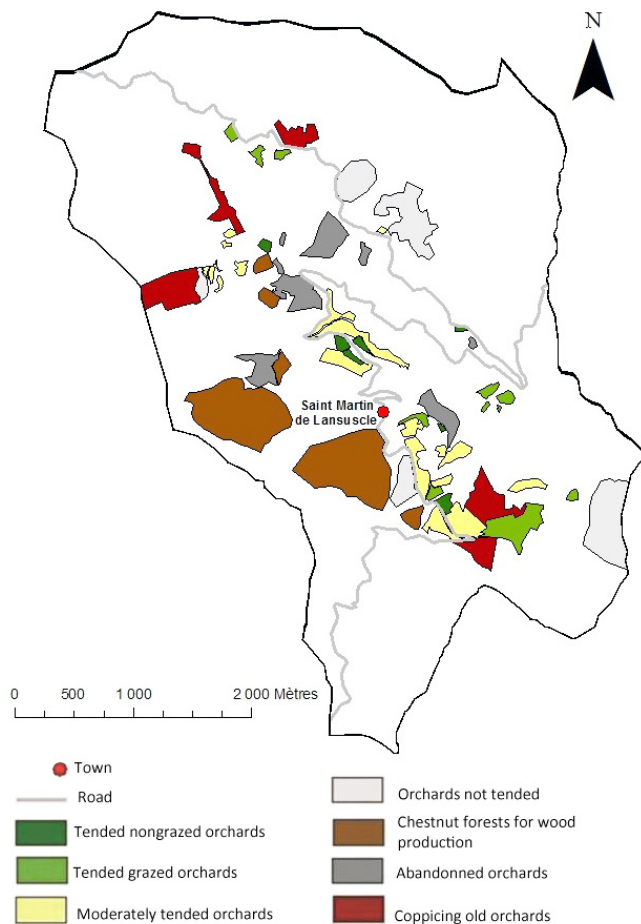 N
Saint Martin
de Lansuscle
0 500 1 000 2 000 Mètres
Town
Road
Tended nongrazed orchards
Tended grazed orchards
Moderately tended orchards
Orchards not tended
Chestnut forests for wood
production
Abandonned orchards
Coppicing old orchards